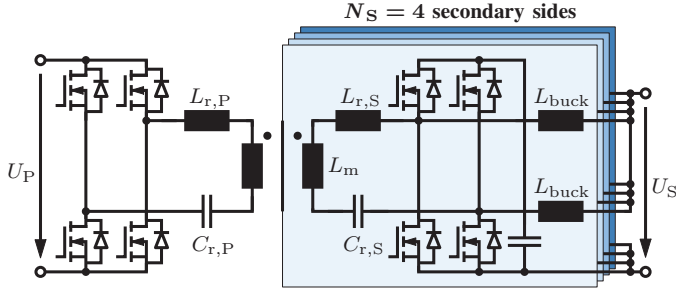 N_S = 4 secondary sides
L_r,P
L_r,S
L_buck
U_P
L_m
L_buck
U_S
C_r,P
C_r,S